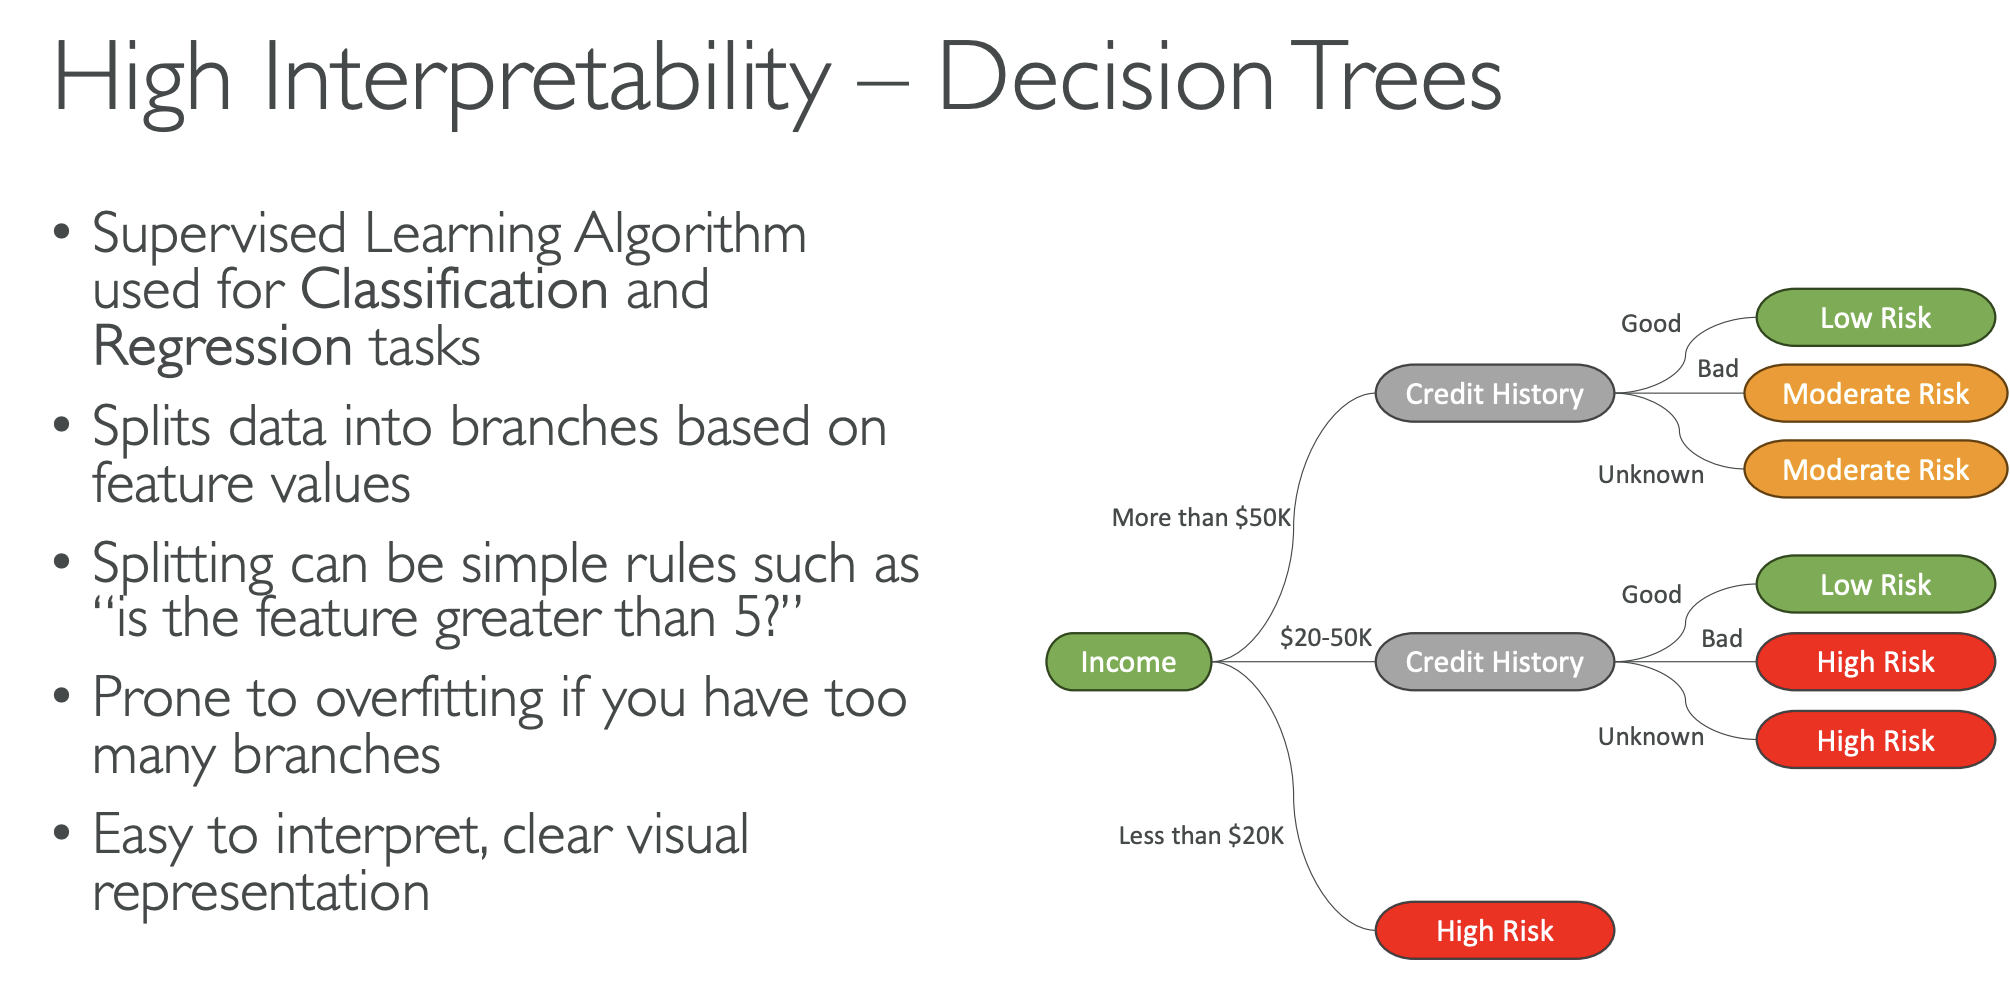 High Interpretability – Decision Trees
• Supervised Learning Algorithm
used for Classification and
Regression tasks
• Splits data into branches based on
feature values
• Splitting can be simple rules such as
“is the feature greater than 5?”
• Prone to overfitting if you have too
many branches
• Easy to interpret, clear visual
representation
Income
More than $50K
Credit History
Good
Low Risk
Bad
Moderate Risk
Unknown
Moderate Risk
$20-50K
Credit History
Good
Low Risk
Bad
High Risk
Unknown
High Risk
Less than $20K
High Risk